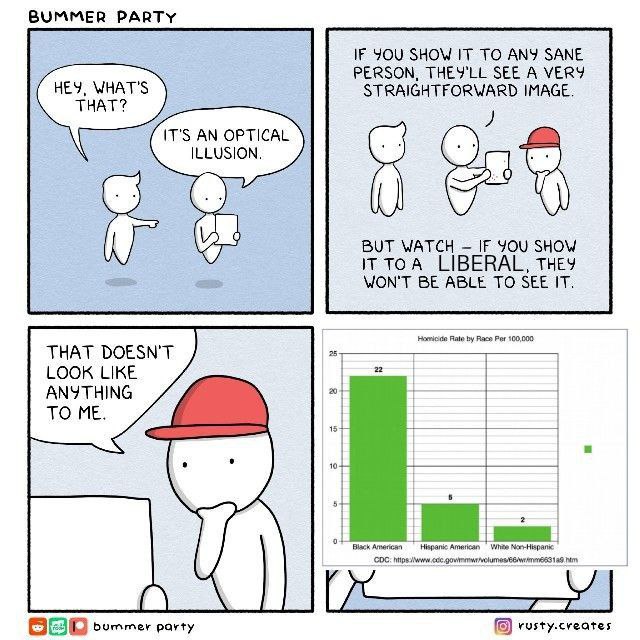 BUMMER PARTY
HEY, WHAT'S
THAT?
IT'S AN OPTICAL
ILLUSION.
IF YOU SHOW IT TO ANY SANE
PERSON, THEY'LL SEE A VERY
STRAIGHTFORWARD IMAGE.
BUT WATCH – IF YOU SHOW
IT TO A LIBERAL, THEY
WON'T BE ABLE TO SEE IT.
THAT DOESN'T
LOOK LIKE
ANYTHING
TO ME.
Homicide Rate by Race Per 100,000
25
20
15
10
5
0
22
5
2
Black American
Hispanic American
White Non-Hispanic
CDC: https://www.cdc.gov/mmwr/volumes/66/wr/mm6631a9.htm
bummer party
rusty.creates